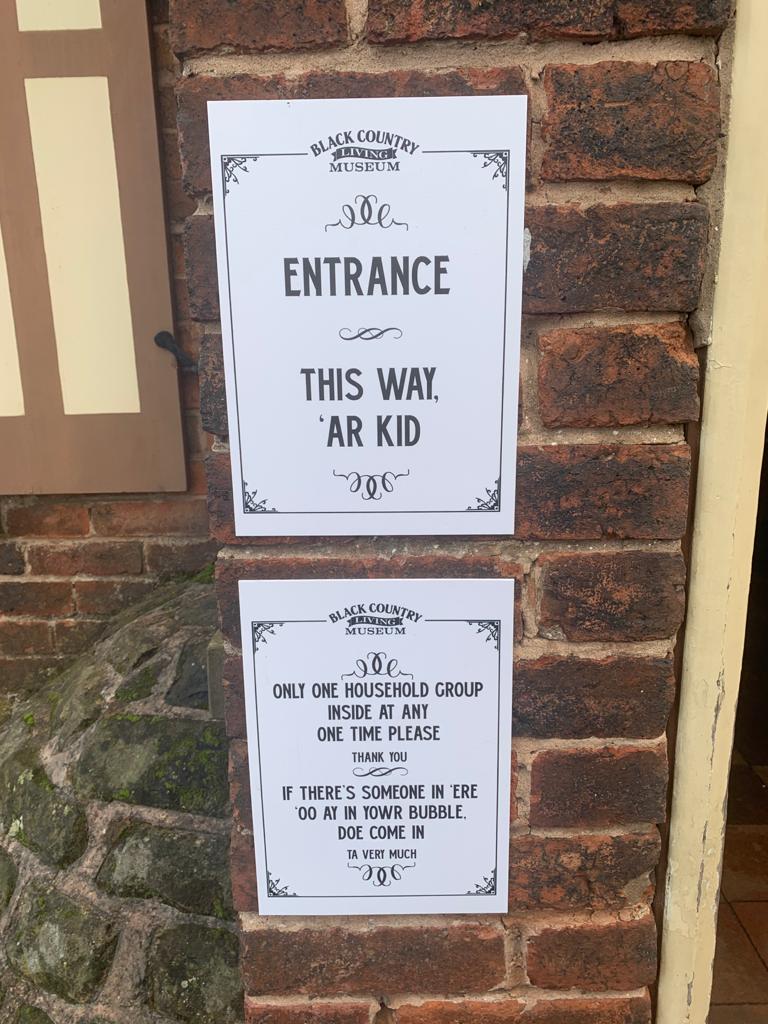 BLACK COUNTRY
LIVING
MUSEUM
ENTRANCE
THIS WAY,
'AR KID
BLACK COUNTRY
LIVING
MUSEUM
ONLY ONE HOUSEHOLD GROUP
INSIDE AT ANY
ONE TIME PLEASE
THANK YOU
IF THERE'S SOMEONE IN 'ERE
'OO AY IN YOWR BUBBLE,
DOE COME IN
TA VERY MUCH